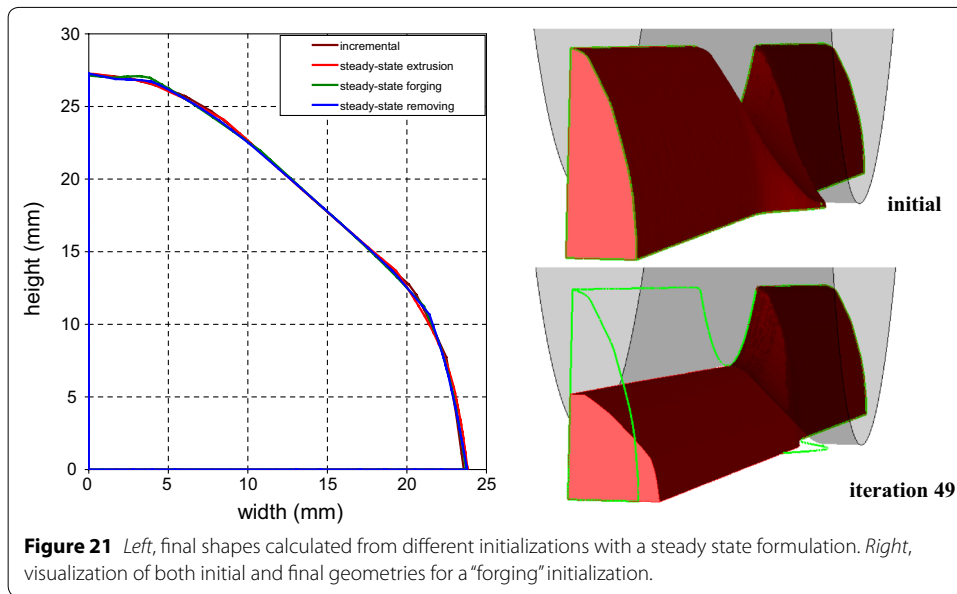 30
25
20
15
10
5
0
height (mm)
0 5 10 15 20 25
width (mm)
incremental
steady-state extrusion
steady-state forging
steady-state removing
initial
iteration 49
Figure 21 Left, final shapes calculated from different initializations with a steady state formulation. Right,
visualization of both initial and final geometries for a “forging” initialization.